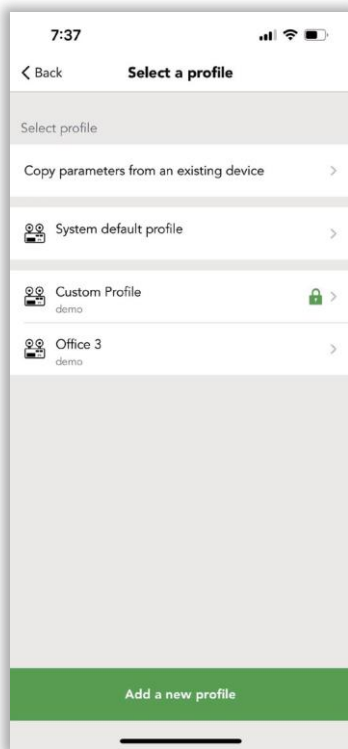 7:37
Back
Select a profile
Select profile
Copy parameters from an existing device
System default profile
Custom Profile
demo
Office 3
demo
Add a new profile